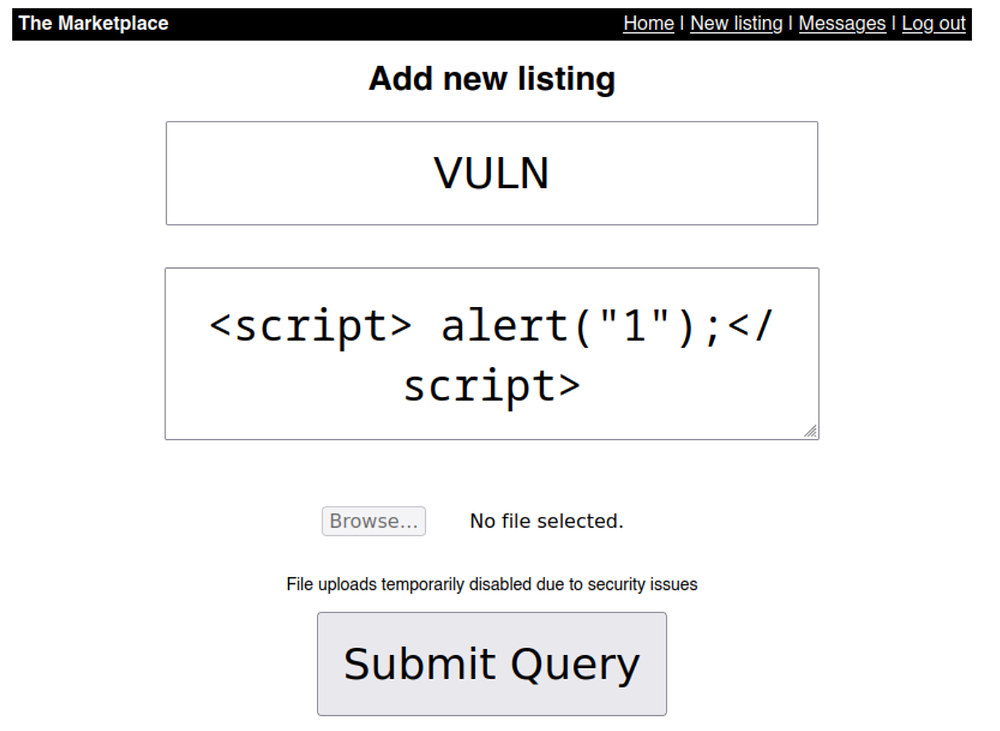 The Marketplace
Home | New listing | Messages | Log out
Add new listing
VULN
<script> alert("1");</
script>
Browse... No file selected.
File uploads temporarily disabled due to security issues
Submit Query